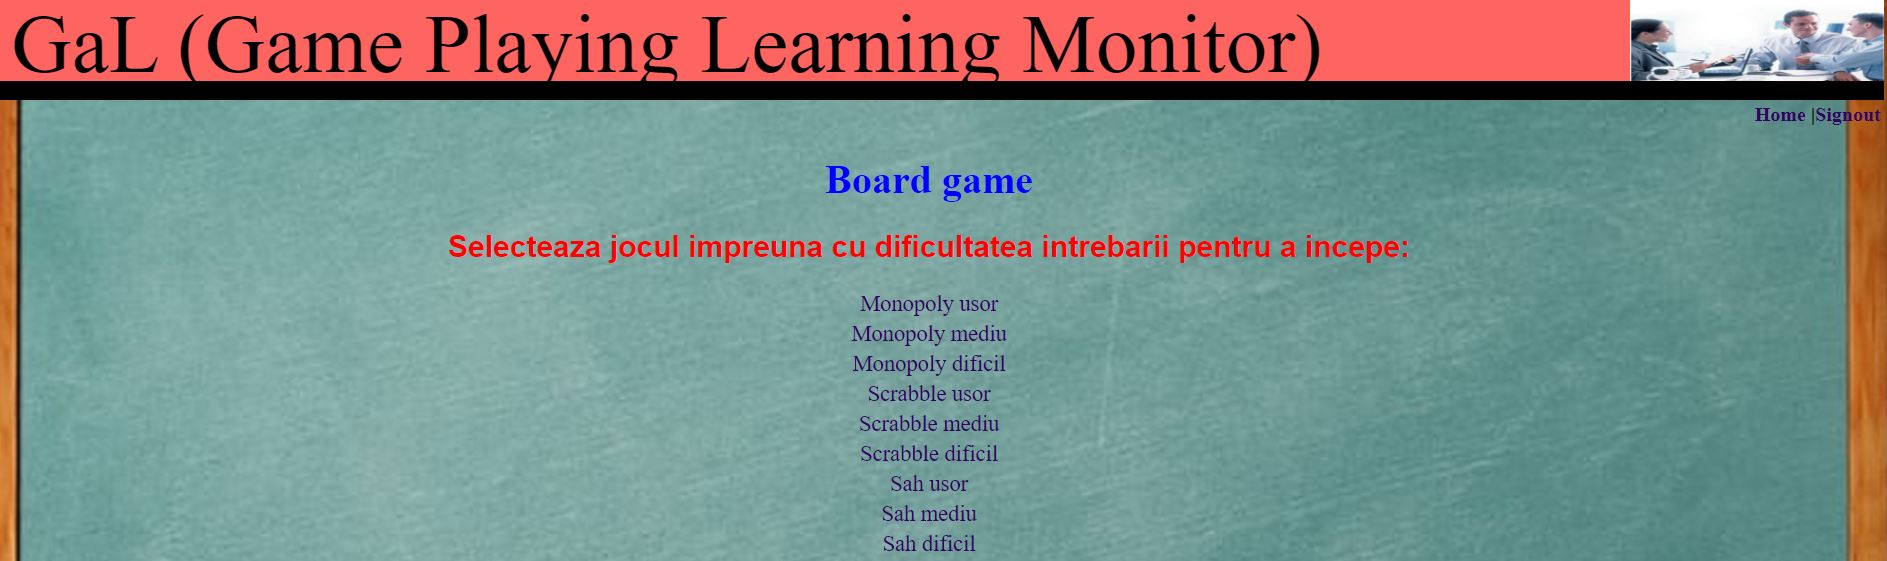 GaL (Game Playing Learning Monitor)
Home |Signout
Board game
Selecteaza jocul impreuna cu dificultatea intrebarii pentru a incepe:
Monopoly usor
Monopoly mediu
Monopoly dificil
Scrabble usor
Scrabble mediu
Scrabble dificil
Sah usor
Sah mediu
Sah dificil